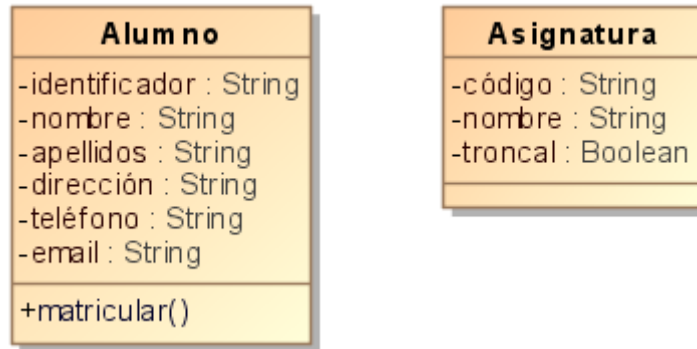 Alumno
-identificador : String
-nombre : String
-apellidos : String
-dirección : String
-teléfono : String
-email : String
+matricular()
Asignatura
-código : String
-nombre : String
-troncal : Boolean